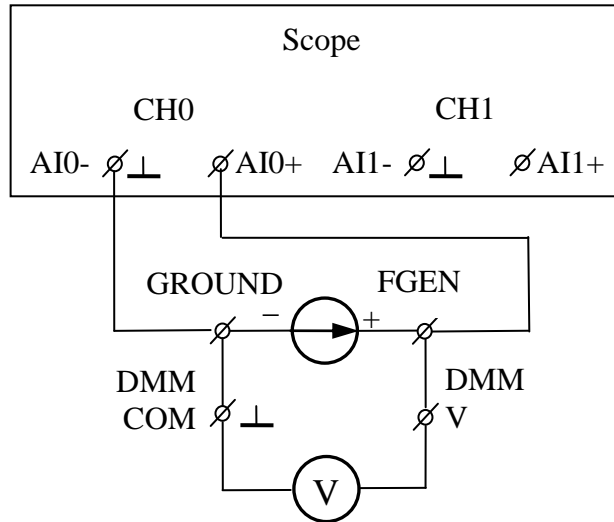 Scope
CH0 CH1
AI0- AI0+ AI1- AI1+
GROUND FGEN
− +
DMM DMM
COM V
V